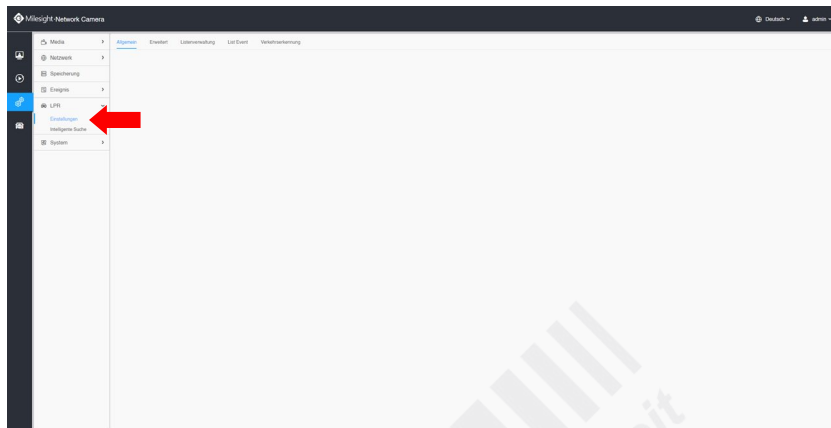 Milesight-Network Camera
Deutsch
admin
Media
Allgemein Erweitert Listenverwaltung List Event Verkehrserkennung
Netzwerk
Speicherung
Ereignis
LPR
Einstellungen
Intelligente Suche
System